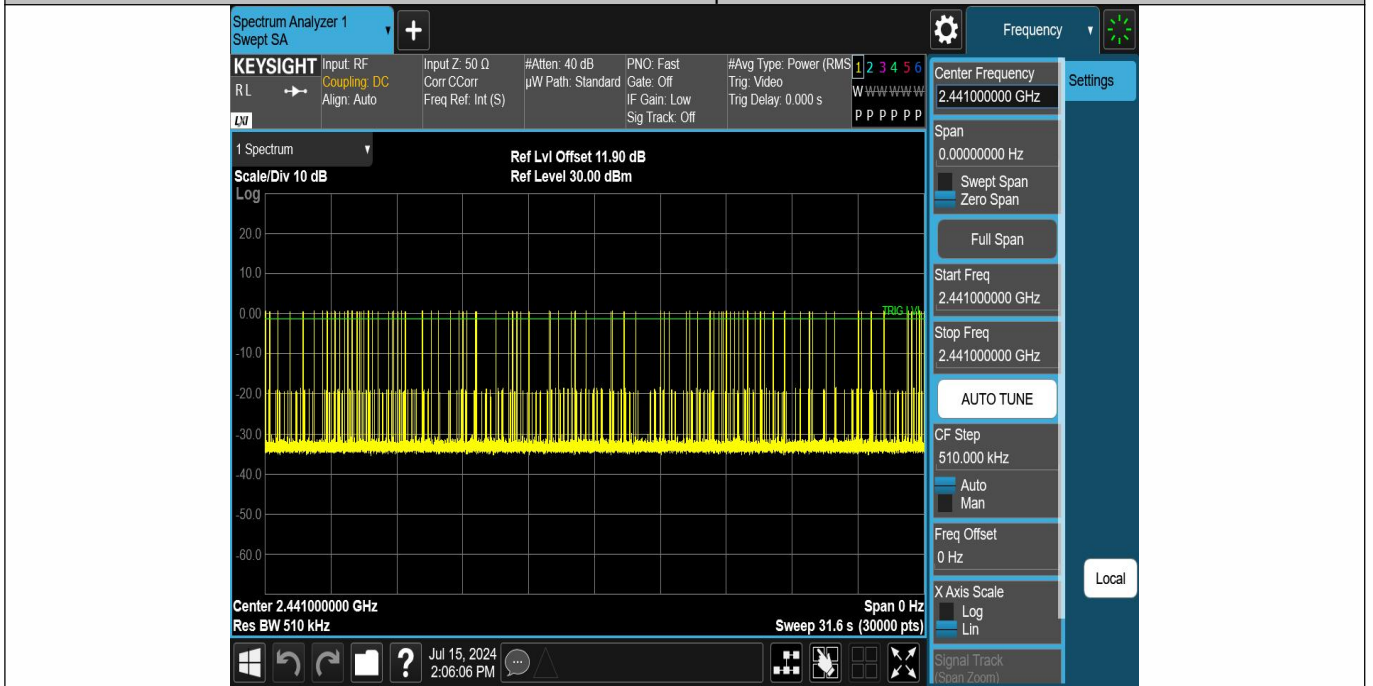 Spectrum Analyzer 1
Swept SA
+
Frequency
KEYSIGHT
RL
LXI
Input: RF
Coupling: DC
Align: Auto
Input Z: 50 Ω
Corr CCorr
Freq Ref: Int (S)
#Atten: 40 dB
µW Path: Standard
PNO: Fast
Gate: Off
IF Gain: Low
Sig Track: Off
#Avg Type: Power (RMS
Trig: Video
Trig Delay: 0.000 s
1 2 3 4 5 6
W W W W W W
P P P P P P
1 Spectrum
Scale/Div 10 dB
Ref Lvl Offset 11.90 dB
Ref Level 30.00 dBm
Log
20.0
10.0
0.00
-10.0
-20.0
-30.0
-40.0
-50.0
-60.0
TRIG LVL
Center 2.441000000 GHz
Res BW 510 kHz
Span 0 Hz
Sweep 31.6 s (30000 pts)
Center Frequency
2.441000000 GHz
Settings
Span
0.00000000 Hz
Swept Span
Zero Span
Full Span
Start Freq
2.441000000 GHz
Stop Freq
2.441000000 GHz
AUTO TUNE
CF Step
510.000 kHz
Auto
Man
Freq Offset
0 Hz
X Axis Scale
Log
Lin
Signal Track
(Span Zoom)
Local
?
Jul 15, 2024
2:06:06 PM